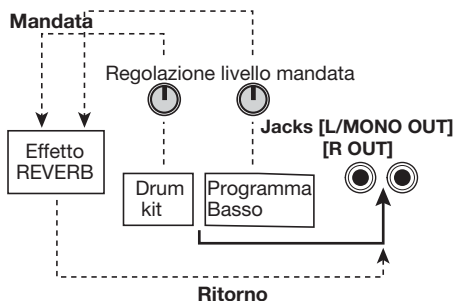 Mandata
Regolazione livello mandata
Jacks [L/MONO OUT]
[R OUT]
Effetto
REVERB
Drum
kit
Programma
Basso
Ritorno